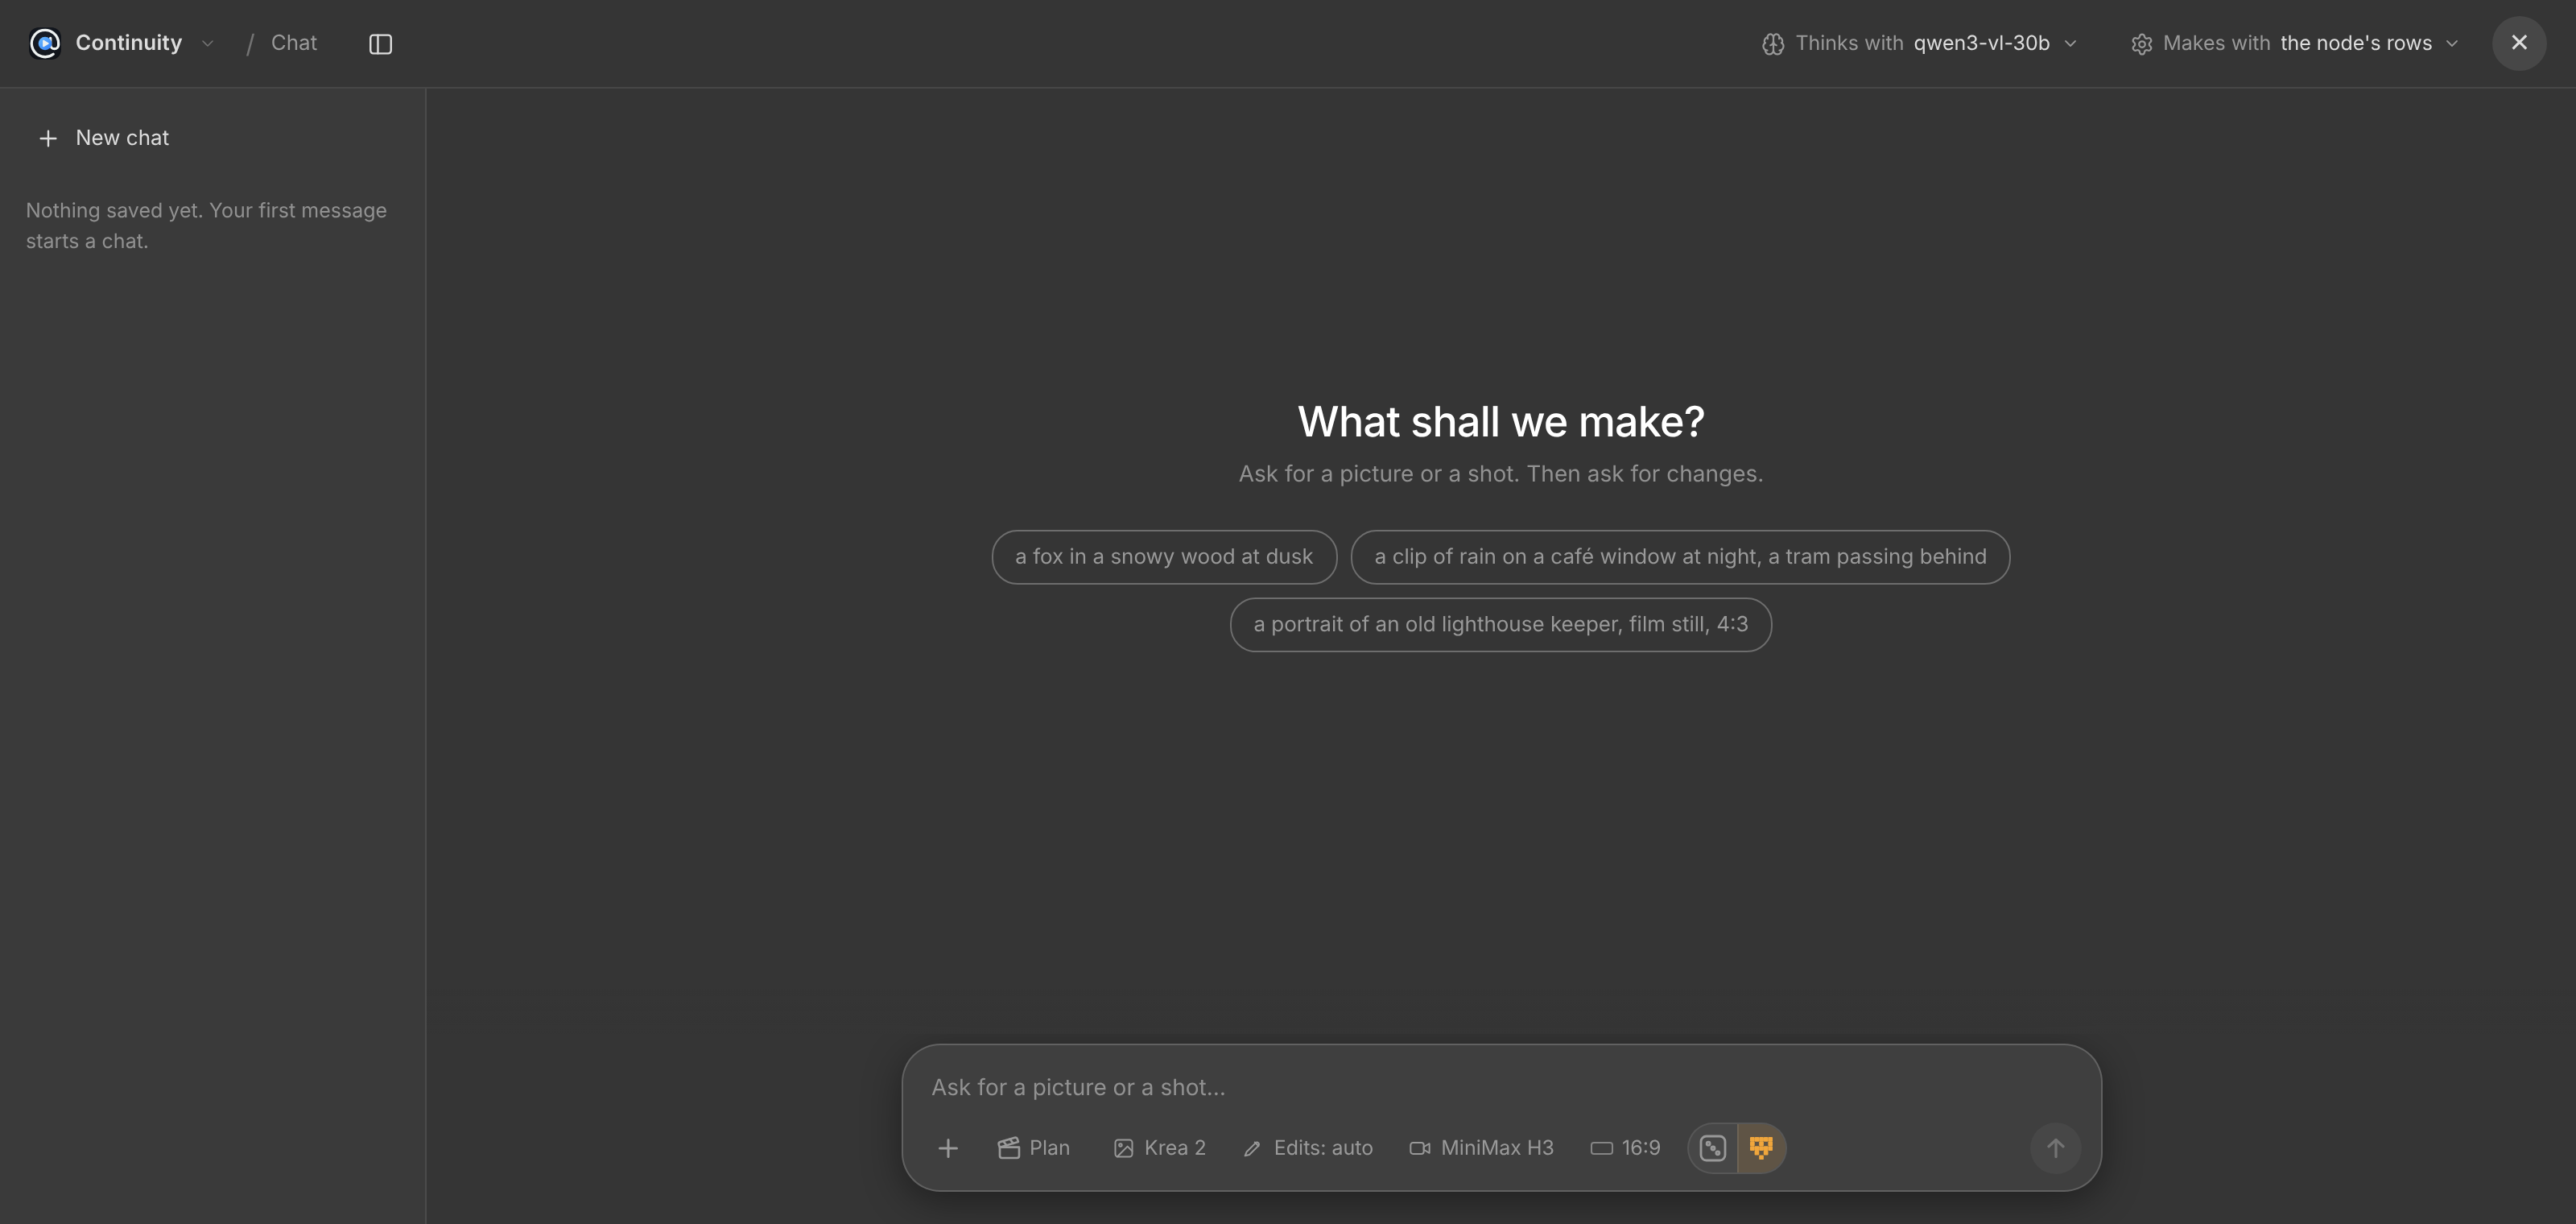 Continuity / Chat
Thinks with qwen3-vl-30b
Makes with the node's rows
New chat
Nothing saved yet. Your first message
starts a chat.
What shall we make?
Ask for a picture or a shot. Then ask for changes.
a fox in a snowy wood at dusk
a clip of rain on a café window at night, a tram passing behind
a portrait of an old lighthouse keeper, film still, 4:3
Ask for a picture or a shot...
Plan
Krea 2
Edits: auto
MiniMax H3
16:9